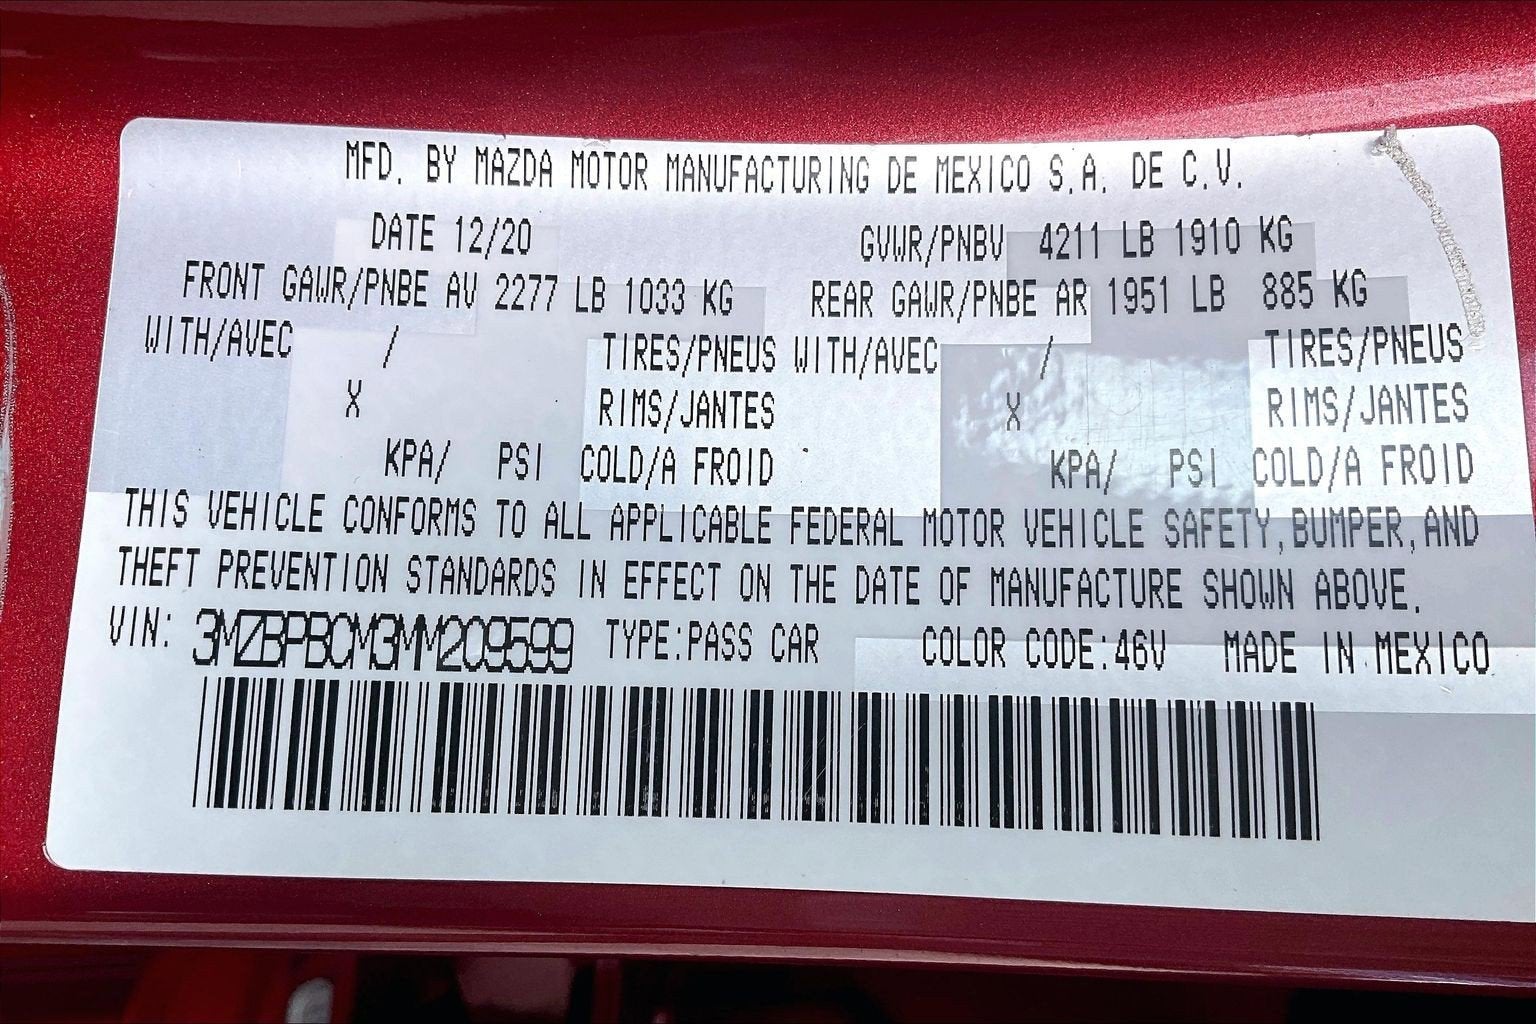 MFD. BY MAZDA MOTOR MANUFACTURING DE MEXICO S.A. DE C.V.
DATE 12/20 GVWR/PNBV 4211 LB 1910 KG
FRONT GAWR/PNBE AV 2277 LB 1033 KG REAR GAWR/PNBE AR 1951 LB 885 KG
WITH/AVEC / TIRES/PNEUS WITH/AVEC / TIRES/PNEUS
X RIMS/JANTES X RIMS/JANTES
KPA/ PSI COLD/A FROID KPA/ PSI COLD/A FROID
THIS VEHICLE CONFORMS TO ALL APPLICABLE FEDERAL MOTOR VEHICLE SAFETY, BUMPER, AND
THEFT PREVENTION STANDARDS IN EFFECT ON THE DATE OF MANUFACTURE SHOWN ABOVE.
VIN: 3MZBPBCM3MM209599 TYPE:PASS CAR COLOR CODE:46V MADE IN MEXICO